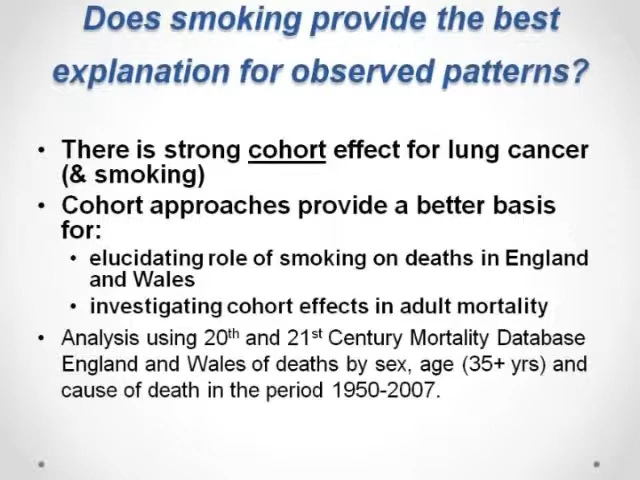 Does smoking provide the best
explanation for observed patterns?
• There is strong cohort effect for lung cancer
(& smoking)
• Cohort approaches provide a better basis
for:
• elucidating role of smoking on deaths in England
and Wales
• investigating cohort effects in adult mortality
• Analysis using 20th and 21st Century Mortality Database
England and Wales of deaths by sex, age (35+ yrs) and
cause of death in the period 1950-2007.